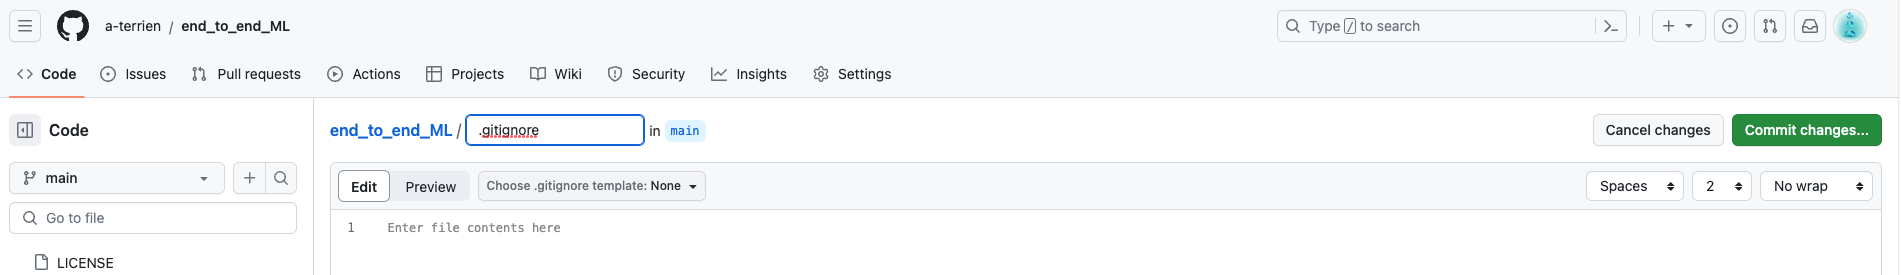 a-terrien / end_to_end_ML
Type / to search
Code Issues Pull requests Actions Projects Wiki Security Insights Settings
Code
end_to_end_ML / .gitignore in main
Cancel changes Commit changes...
main
Edit Preview Choose .gitignore template: None
Spaces 2 No wrap
Go to file
1 Enter file contents here
LICENSE